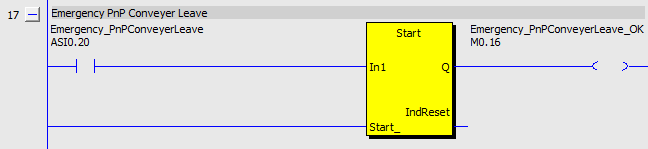 17 Emergency PnP Conveyer Leave
Emergency_PnPConveyerLeave
ASI0.20
Start
Emergency_PnPConveyerLeave_OK
M0.16
In1 Q
IndReset
Start_